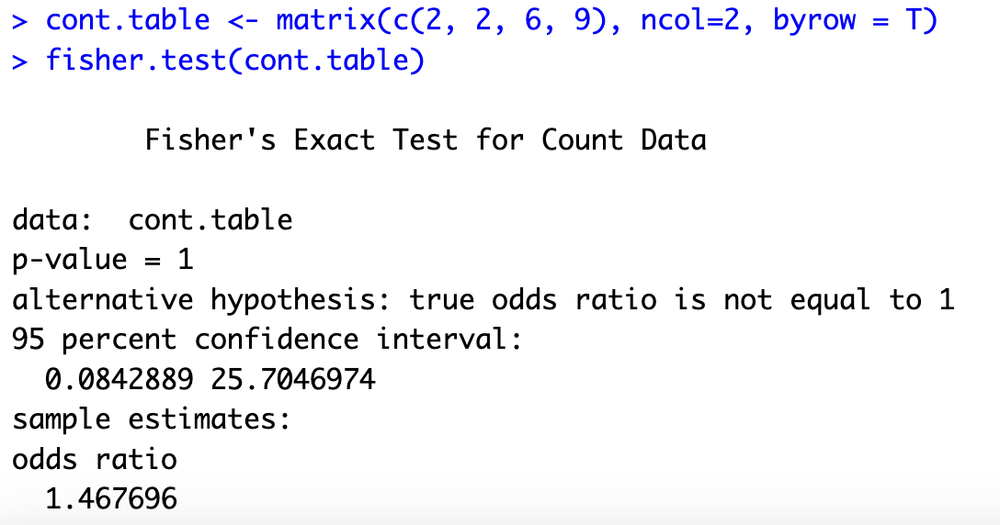 > cont.table <- matrix(c(2, 2, 6, 9), ncol=2, byrow = T)
> fisher.test(cont.table)
Fisher's Exact Test for Count Data
data:  cont.table
p-value = 1
alternative hypothesis: true odds ratio is not equal to 1
95 percent confidence interval:
0.0842889 25.7046974
sample estimates:
odds ratio
1.467696